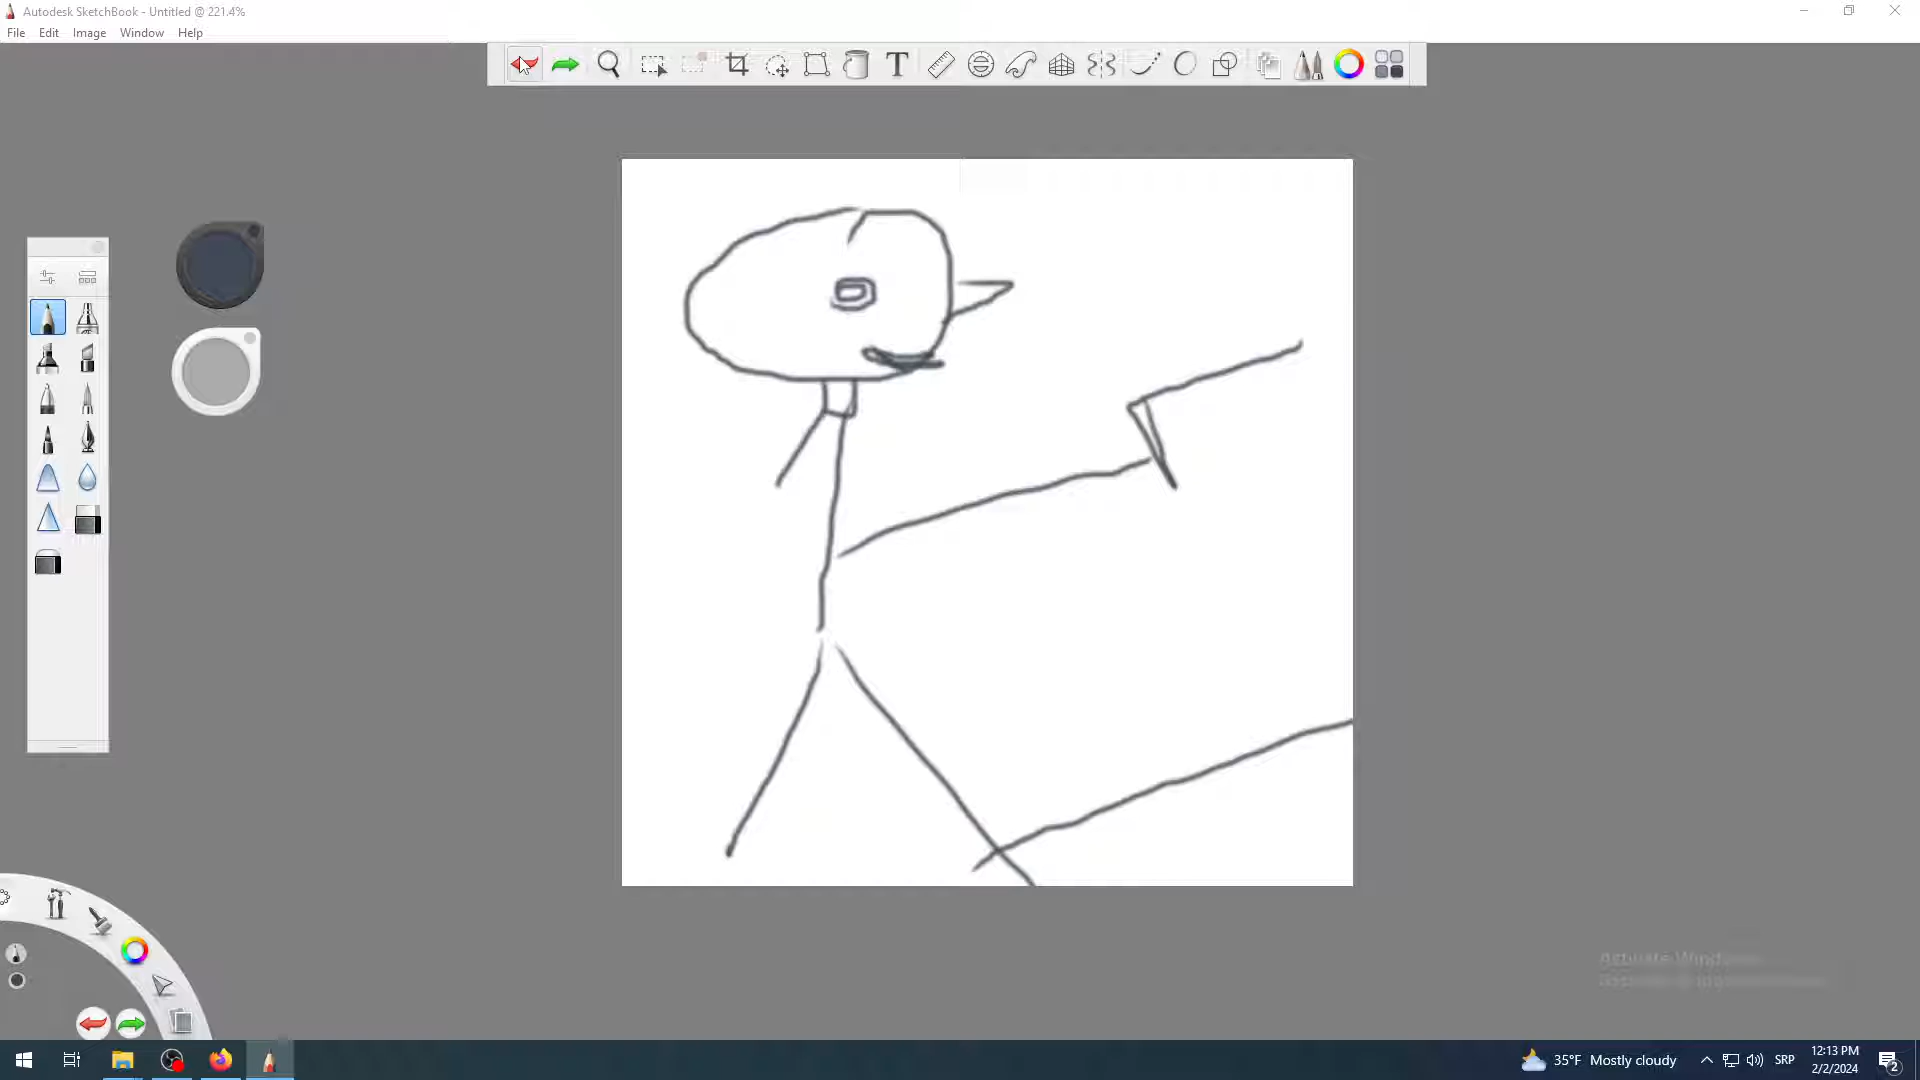 Autodesk SketchBook - Untitled @ 221.4%
File Edit Image Window Help
T
Activate Windows
35°F Mostly cloudy
SRP
12:13 PM
2/2/2024
2